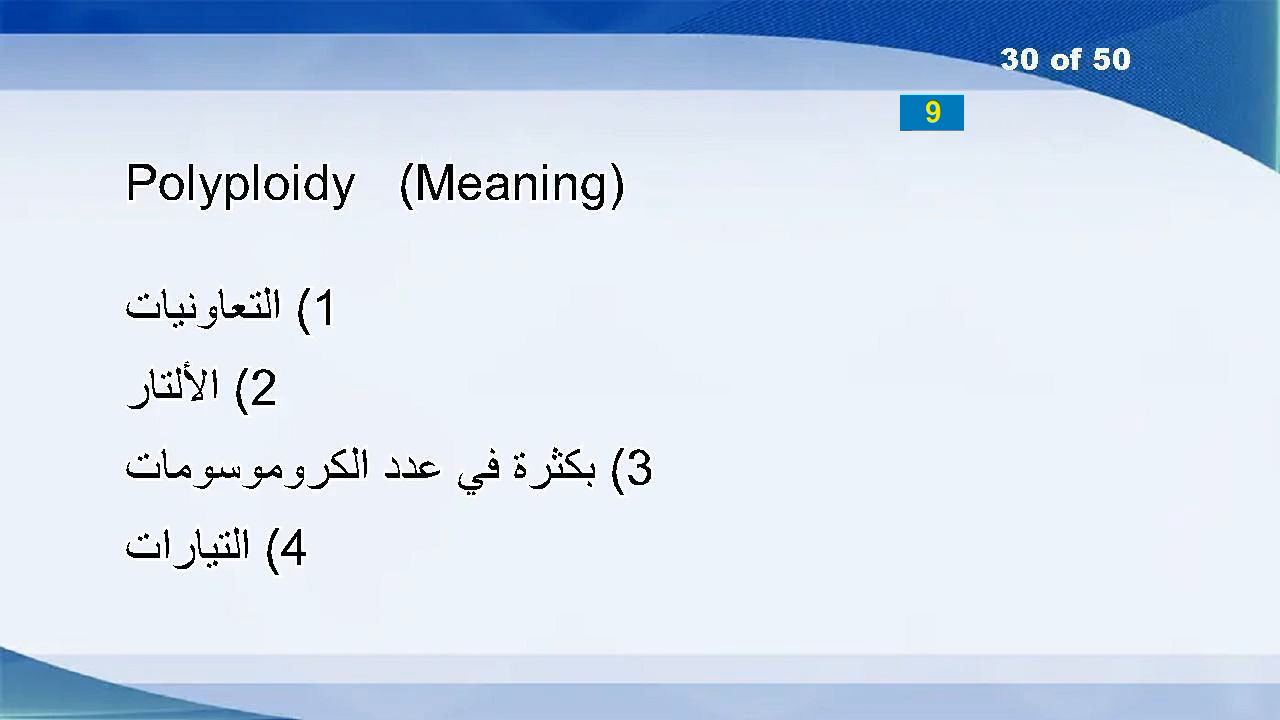 30 of 50
9
Polyploidy (Meaning)
1) التعاونيات
2) الألتار
3) بكثرة في عدد الكروموسومات
4) التيارات